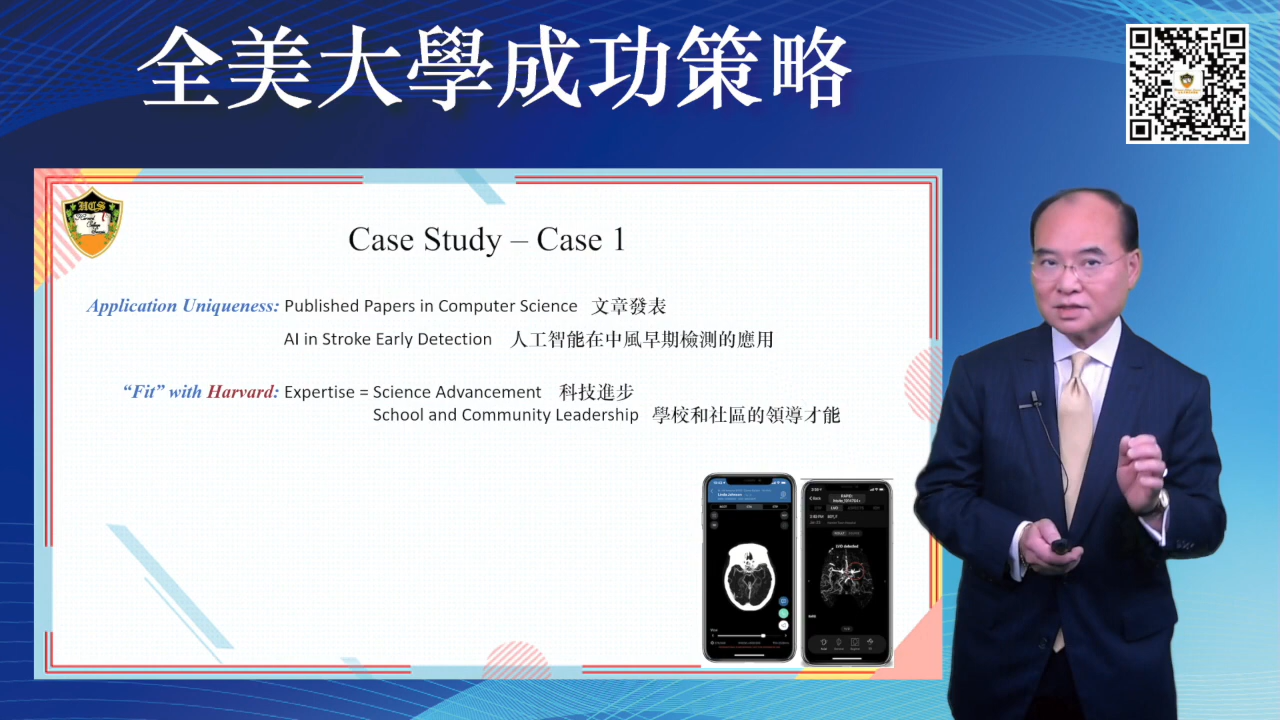 全美大學成功策略
HCS
Case Study – Case 1
Application Uniqueness: Published Papers in Computer Science 文章發表
AI in Stroke Early Detection 人工智能在中風早期檢測的應用
“Fit” with Harvard: Expertise = Science Advancement 科技進步
School and Community Leadership 學校和社區的領導才能
LVO detected